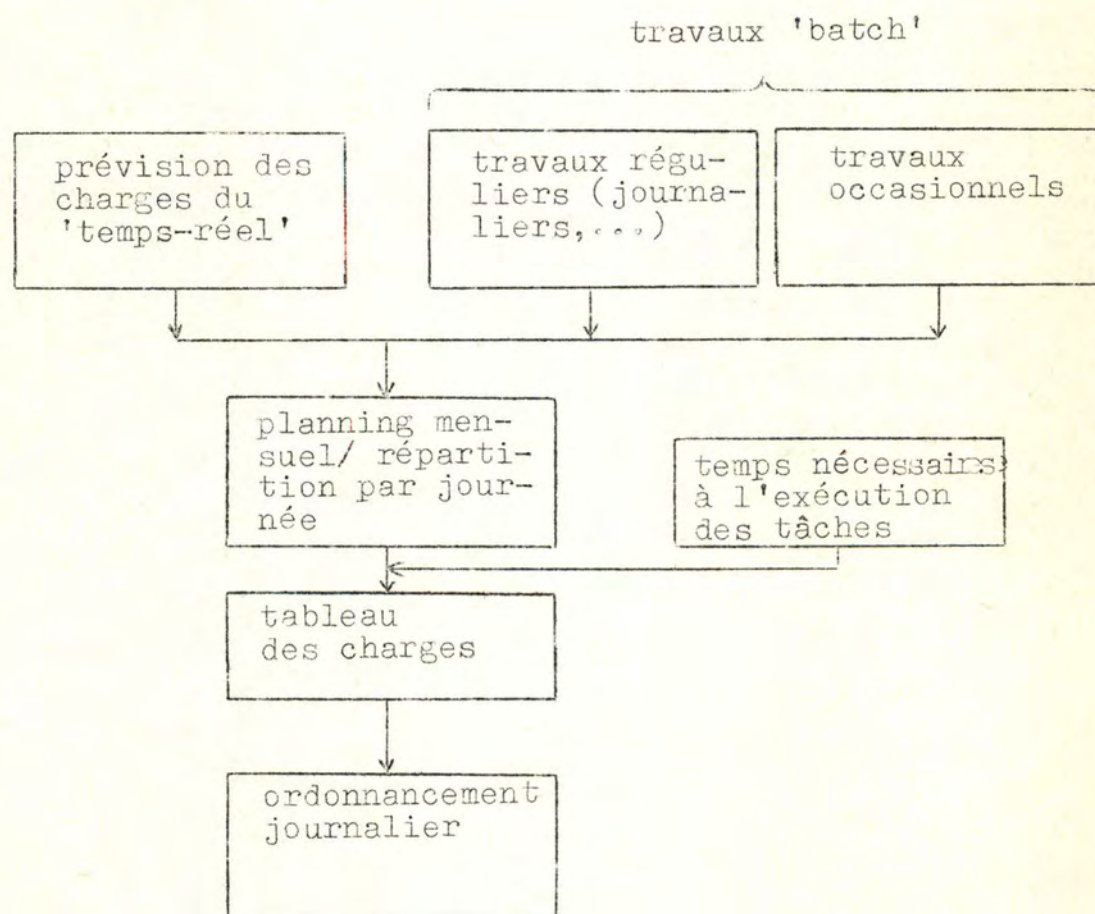 travaux 'batch'
prévision des
charges du
'temps-réel'
travaux régu-
liers (journa-
liers,...)
travaux
occasionnels
planning men-
suel/ réparti-
tion par jour-
née
temps nécessaires
à l'exécution
des tâches
tableau
des charges
ordonnancement
journalier